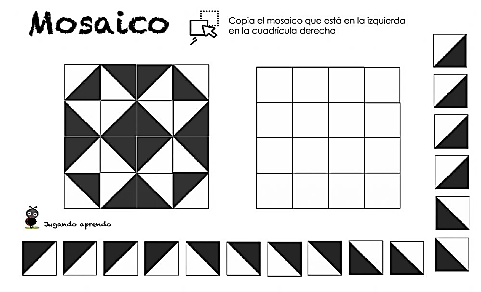 Mosaico
Copia el mosaico que está en la izquierda
en la cuadrícula derecha
Jugando aprendo